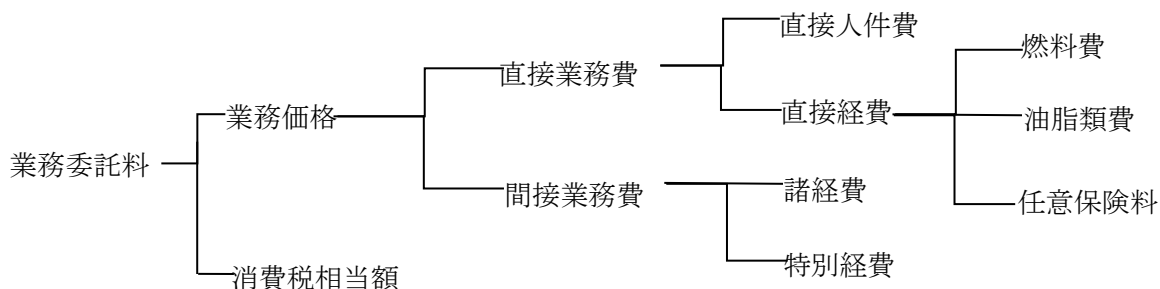 業務委託料
業務価格
消費税相当額
直接業務費
間接業務費
直接人件費
直接経費
諸経費
特別経費
燃料費
油脂類費
任意保険料